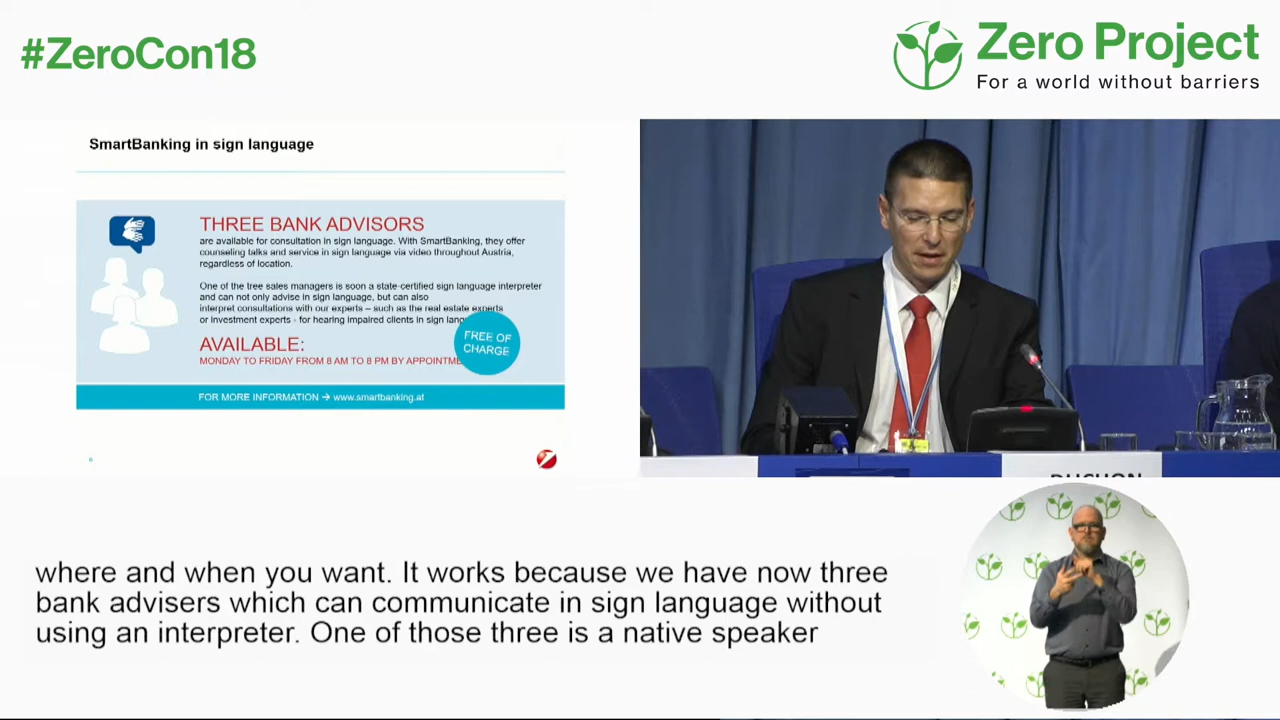 #ZeroCon18
Zero Project
For a world without barriers
SmartBanking in sign language
THREE BANK ADVISORS
are available for consultation in sign language. With SmartBanking, they offer
counseling talks and service in sign language via video throughout Austria,
regardless of location.
One of the tree sales managers is soon a state-certified sign language interpreter
and can not only advise in sign language, but can also
interpret consultations with our experts – such as the real estate experts
or investment experts - for hearing impaired clients in sign
FREE OF
CHARGE
AVAILABLE:
MONDAY TO FRIDAY FROM 8 AM TO 8 PM BY
FOR MORE INFORMATION → www.smartbanking.at
6
where and when you want. It works because we have now three
bank advisers which can communicate in sign language without
using an interpreter. One of those three is a native speaker